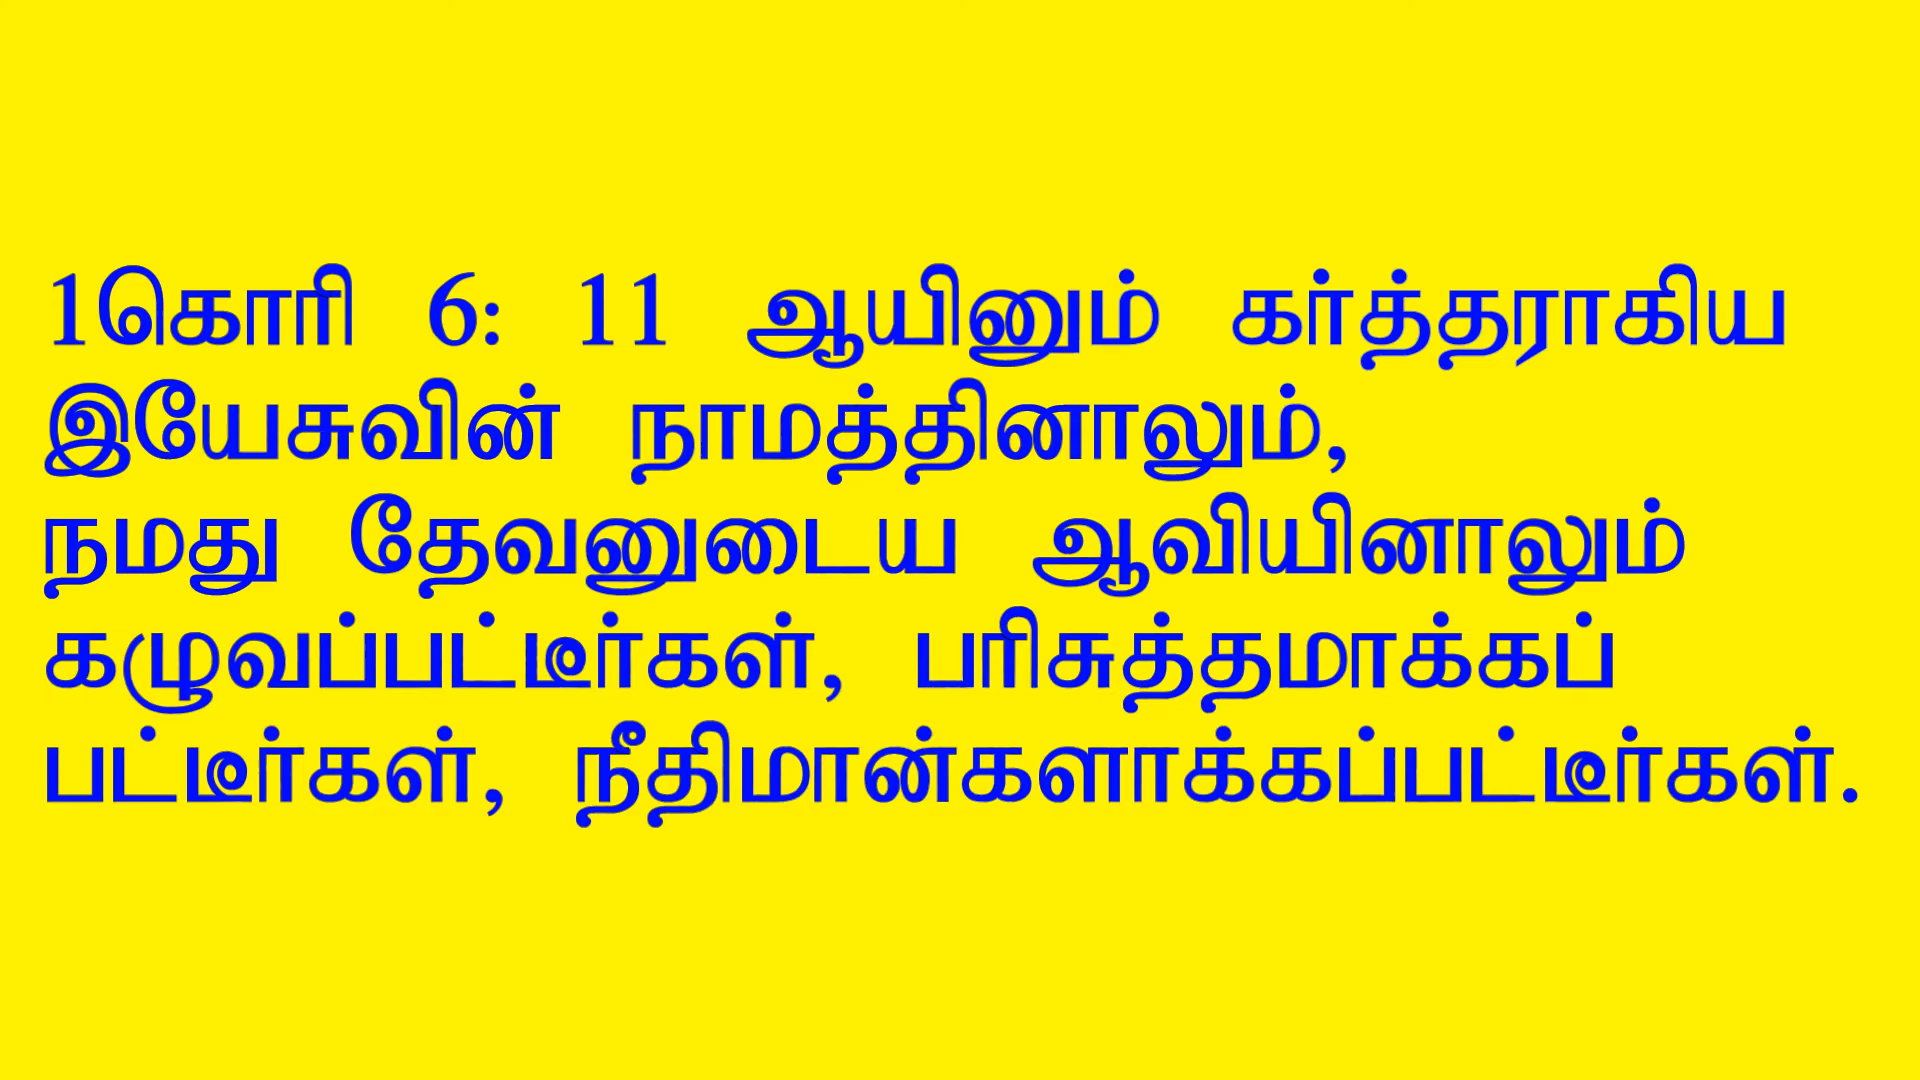 1கொரி 6: 11 ஆயினும் கர்த்தராகிய
இயேசுவின் நாமத்தினாலும்,
நமது தேவனுடைய ஆவியினாலும்
கழுவப்பட்டீர்கள், பரிசுத்தமாக்கப்
பட்டீர்கள், நீதிமான்களாக்கப்பட்டீர்கள்.